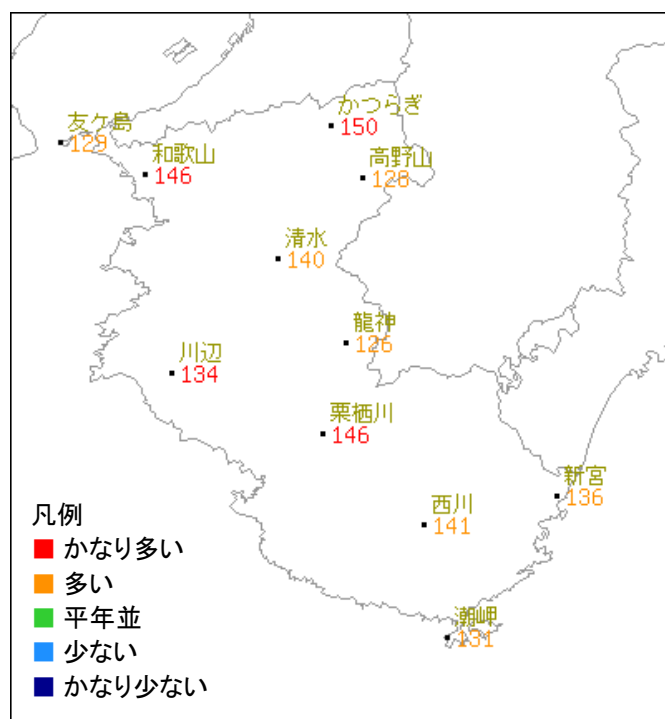 かつらぎ
150
友ケ島
129
和歌山
146
高野山
128
清水
140
龍神
126
川辺
134
栗栖川
146
新宮
136
西川
141
潮岬
131
凡例
かなり多い
多い
平年並
少ない
かなり少ない